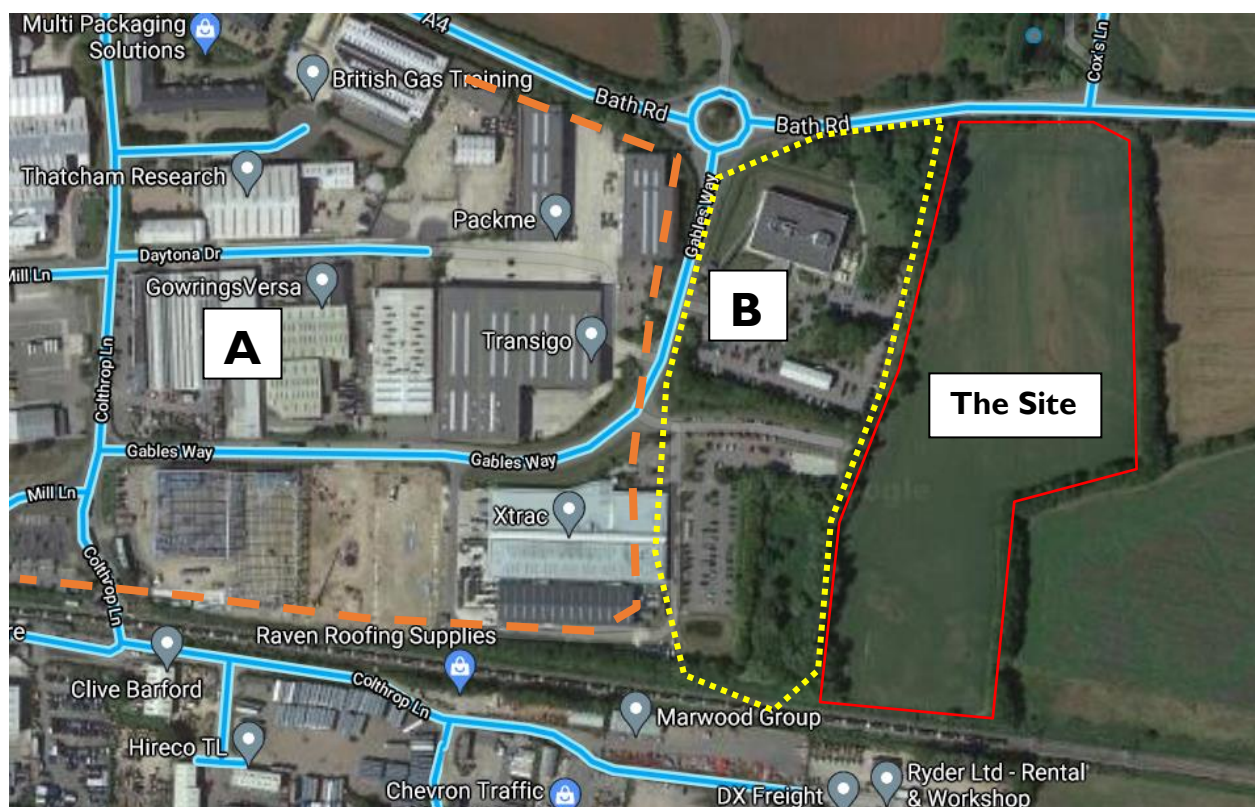 Multi Packaging
Solutions
A4
British Gas Training
Bath Rd
Bath Rd
Cox's Ln
Thatcham Research
Packme
Gables Way
Daytona Dr
Mill Ln
GowringsVersa
A
B
Transigo
Colthrop Ln
The Site
Gables Way
Gables Way
Mill Ln
Xtrac
Colthrop Ln
Raven Roofing Supplies
Clive Barford
Colthrop Ln
Marwood Group
Hireco TL
Chevron Traffic
DX Freight
Ryder Ltd - Rental
& Workshop